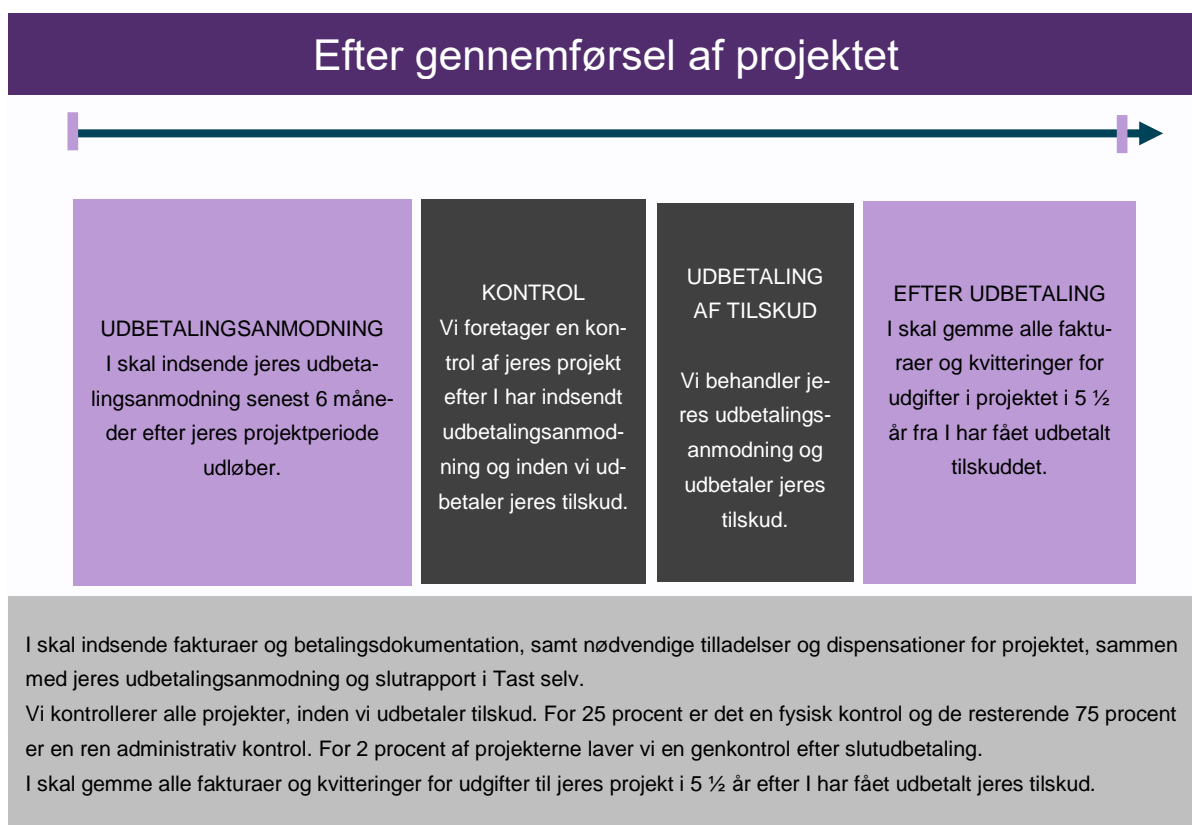 Efter gennemførsel af projektet
UDBETALINGSANMODNING
I skal indsende jeres udbeta-
lingsanmodning senest 6 måne-
der efter jeres projektperiode
udløber.
KONTROL
Vi foretager en kon-
trol af jeres projekt
efter I har indsendt
udbetalingsanmod-
ning og inden vi ud-
betaler jeres tilskud.
UDBETALING
AF TILSKUD
Vi behandler je-
res udbetalings-
anmodning og
udbetaler jeres
tilskud.
EFTER UDBETALING
I skal gemme alle faktu-
raer og kvitteringer for
udgifter i projektet i 5 ½
år fra I har fået udbetalt
tilskuddet.
I skal indsende fakturaer og betalingsdokumentation, samt nødvendige tilladelser og dispensationer for projektet, sammen
med jeres udbetalingsanmodning og slutrapport i Tast selv.
Vi kontrollerer alle projekter, inden vi udbetaler tilskud. For 25 procent er det en fysisk kontrol og de resterende 75 procent
er en ren administrativ kontrol. For 2 procent af projekterne laver vi en genkontrol efter slutudbetaling.
I skal gemme alle fakturaer og kvitteringer for udgifter til jeres projekt i 5 ½ år efter I har fået udbetalt jeres tilskud.